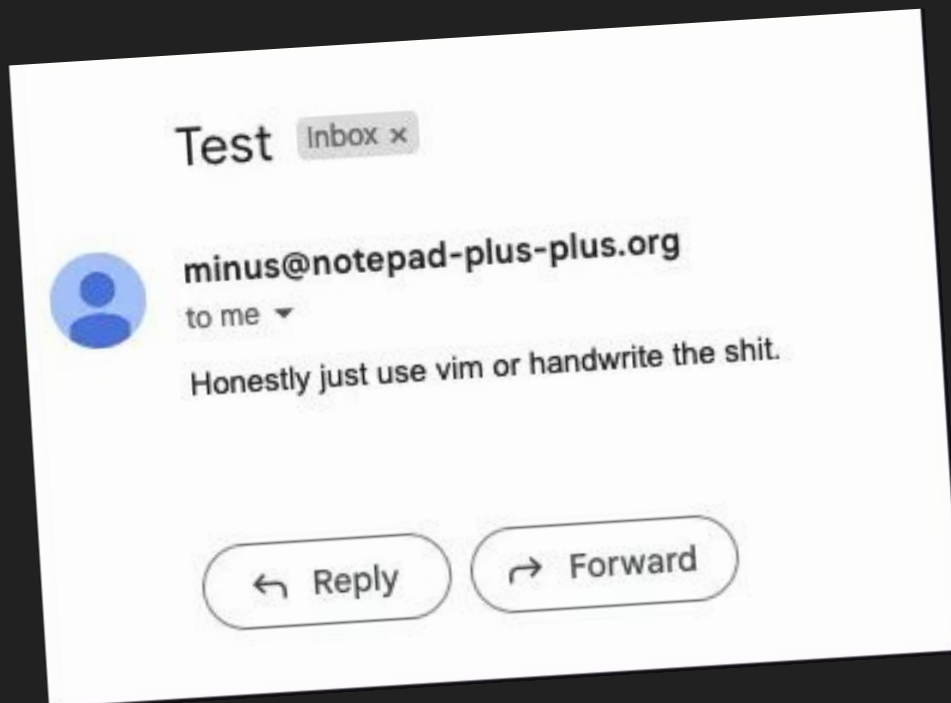 Test Inbox ×
minus@notepad-plus-plus.org
to me
Honestly just use vim or handwrite the shit.
Reply Forward